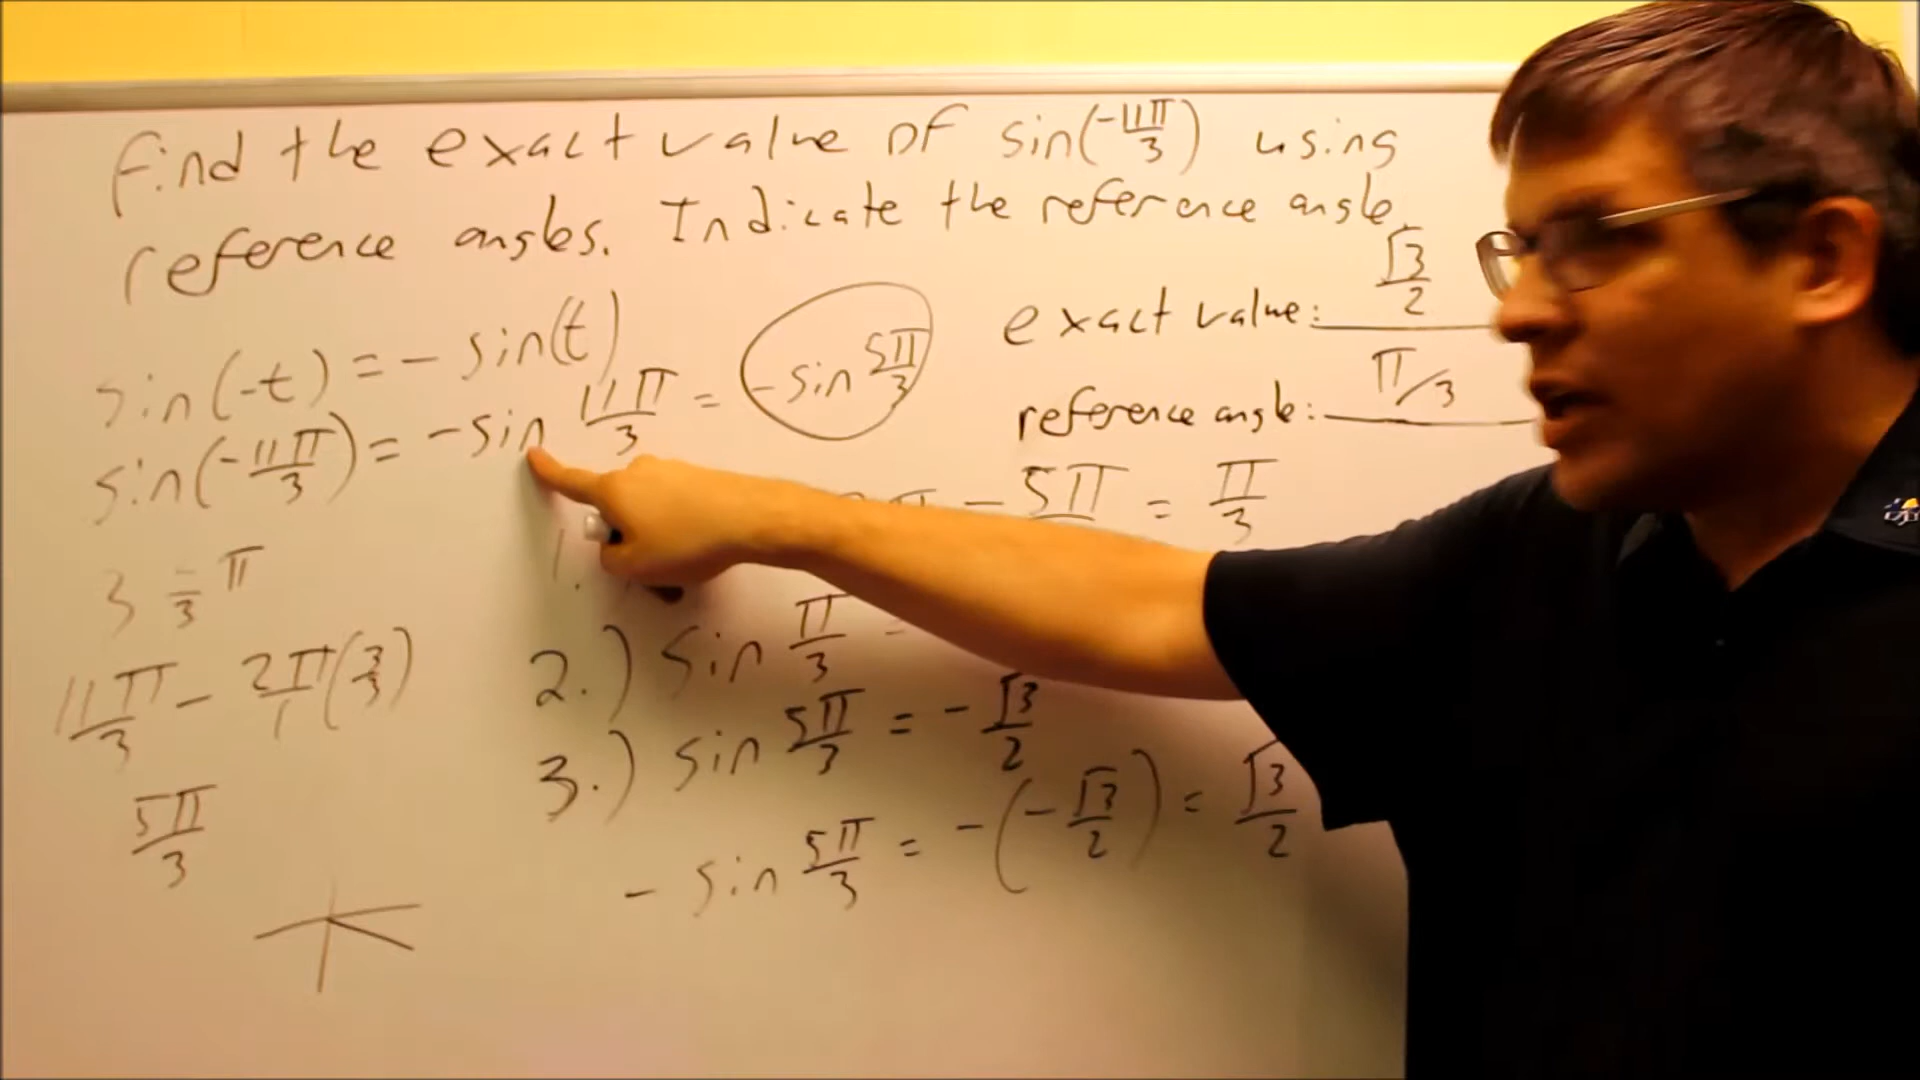 find the exact value of sin(-11π/3) using
reference angles. Indicate the reference angle.
exact value: √3/2
reference angle: π/3
sin(-t) = - sin(t)
sin(-11π/3) = - sin 11π/3 = - sin 5π/3
- 5π = π/3
3 -/3 π
1.
11π/3 - 2π/1 (3/3)
2.) sin π/3 =
3.) sin 5π/3 = - √3/2
5π/3
- sin 5π/3 = -(- √3/2) = √3/2